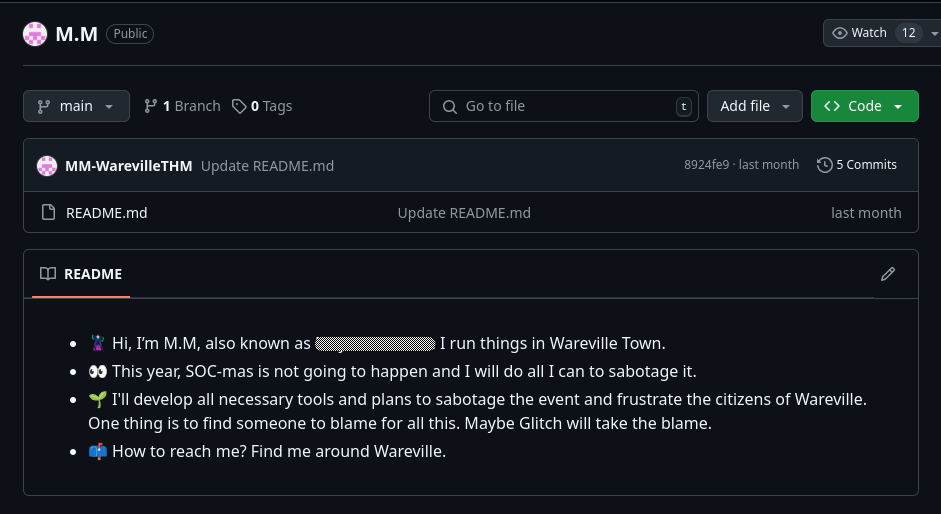 M.M Public
Watch 12
main 1 Branch 0 Tags
Go to file t Add file Code
MM-WarevilleTHM Update README.md 8924fe9 · last month 5 Commits
README.md Update README.md last month
README
Hi, I’m M.M, also known as I run things in Wareville Town.
This year, SOC-mas is not going to happen and I will do all I can to sabotage it.
I'll develop all necessary tools and plans to sabotage the event and frustrate the citizens of Wareville.
One thing is to find someone to blame for all this. Maybe Glitch will take the blame.
How to reach me? Find me around Wareville.